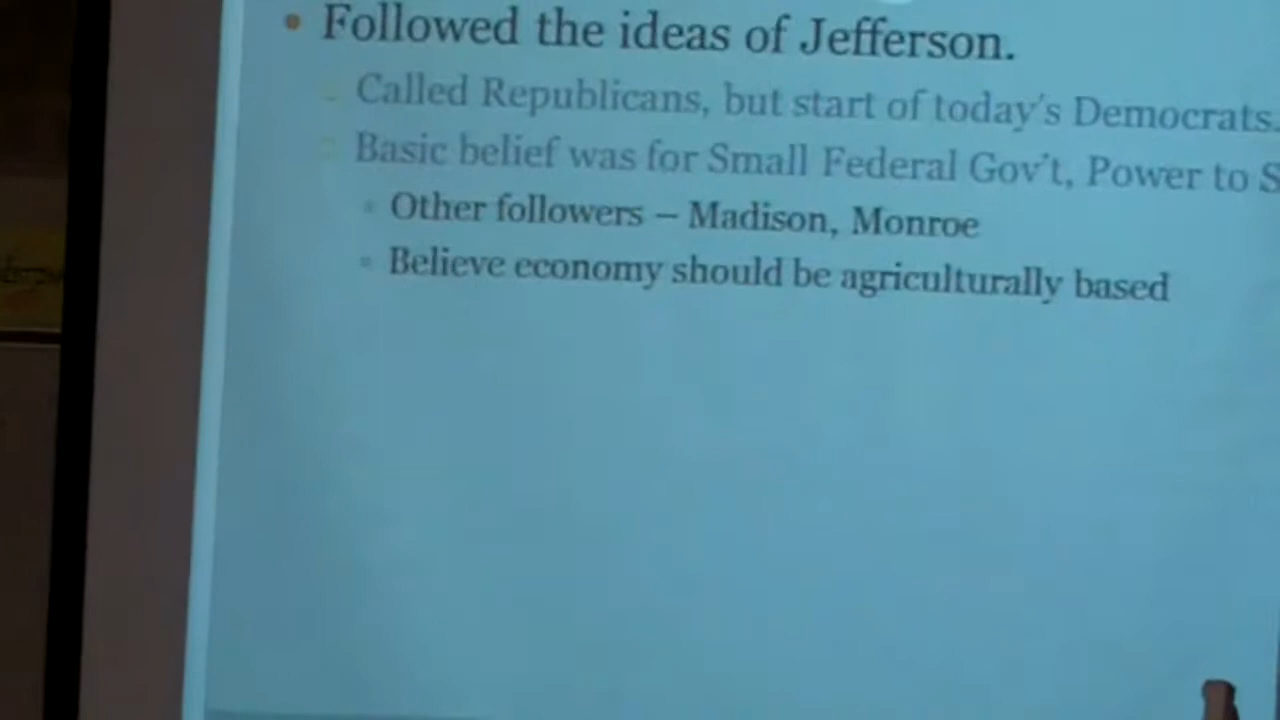 • Followed the ideas of Jefferson.
Called Republicans, but start of today's Democrats.
Basic belief was for Small Federal Gov't, Power to S
Other followers – Madison, Monroe
Believe economy should be agriculturally based